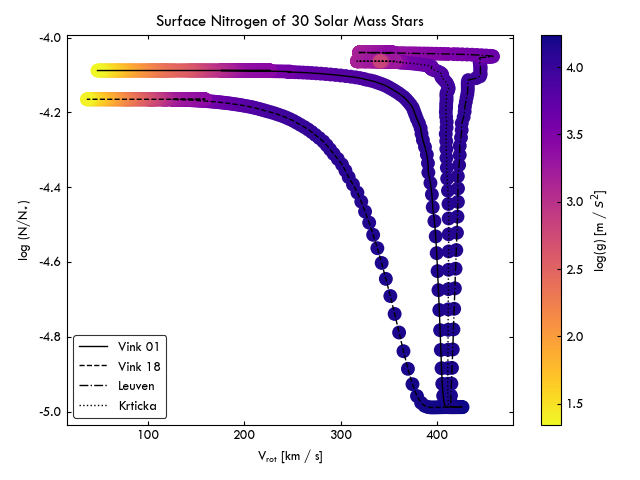 Surface Nitrogen of 30 Solar Mass Stars
-4.0
-4.2
-4.4
-4.6
-4.8
-5.0
log (N/N⋆)
Vink 01
Vink 18
Leuven
Krticka
100
200
300
400
Vrot [km / s]
4.0
3.5
3.0
2.5
2.0
1.5
log(g) [m / s²]